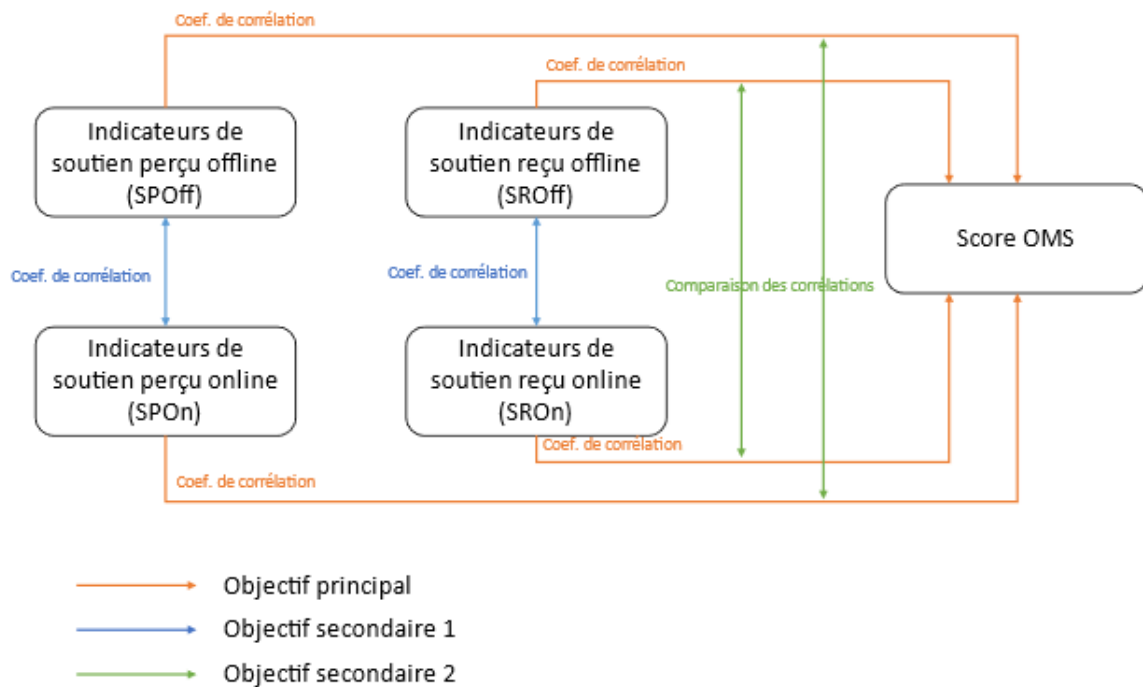 Coef. de corrélation
Coef. de corrélation
Indicateurs de
soutien perçu offline
(SPOff)
Indicateurs de
soutien reçu offline
(SROff)
Score OMS
Coef. de corrélation
Coef. de corrélation
Comparaison des corrélations
Indicateurs de
soutien perçu online
(SPOn)
Indicateurs de
soutien reçu online
(SROn)
Coef. de corrélation
Coef. de corrélation
Objectif principal
Objectif secondaire 1
Objectif secondaire 2